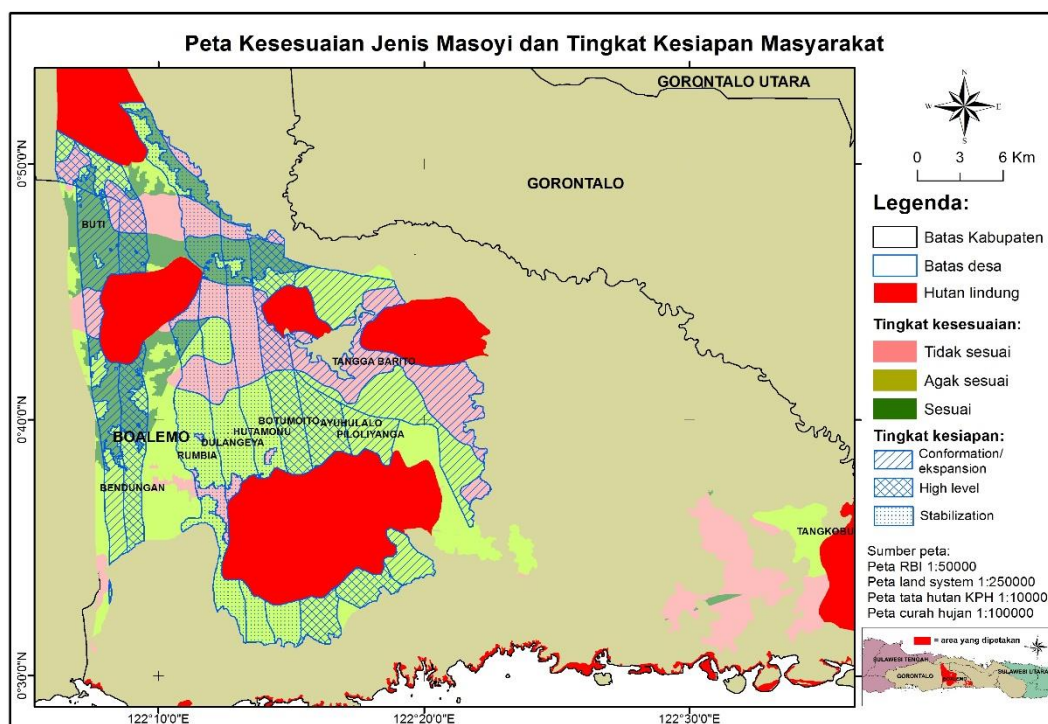 Peta Kesesuaian Jenis Masoyi dan Tingkat Kesiapan Masyarakat
GORONTALO UTARA
GORONTALO
BUTI
TANGGA BARITO
BOTUMOITO
AYUHULALO
HUTAMONU
PILOLIYANGA
BOALEMO
DULANGEYA
RUMBIA
BENDUNGAN
TANGKOBU
0°50'0"N
0°40'0"N
0°30'0"N
122°10'0"E
122°20'0"E
122°30'0"E
N
W
E
S
0 3 6 Km
Legenda:
Batas Kabupaten
Batas desa
Hutan lindung
Tingkat kesesuaian:
Tidak sesuai
Agak sesuai
Sesuai
Tingkat kesiapan:
Conformation/
ekspansion
High level
Stabilization
Sumber peta:
Peta RBI 1:50000
Peta land system 1:250000
Peta tata hutan KPH 1:10000
Peta curah hujan 1:100000
= area yang dipetakan
SULAWESI TENGAH
GORONTALO
BOALEMO
SULAWESI UTARA